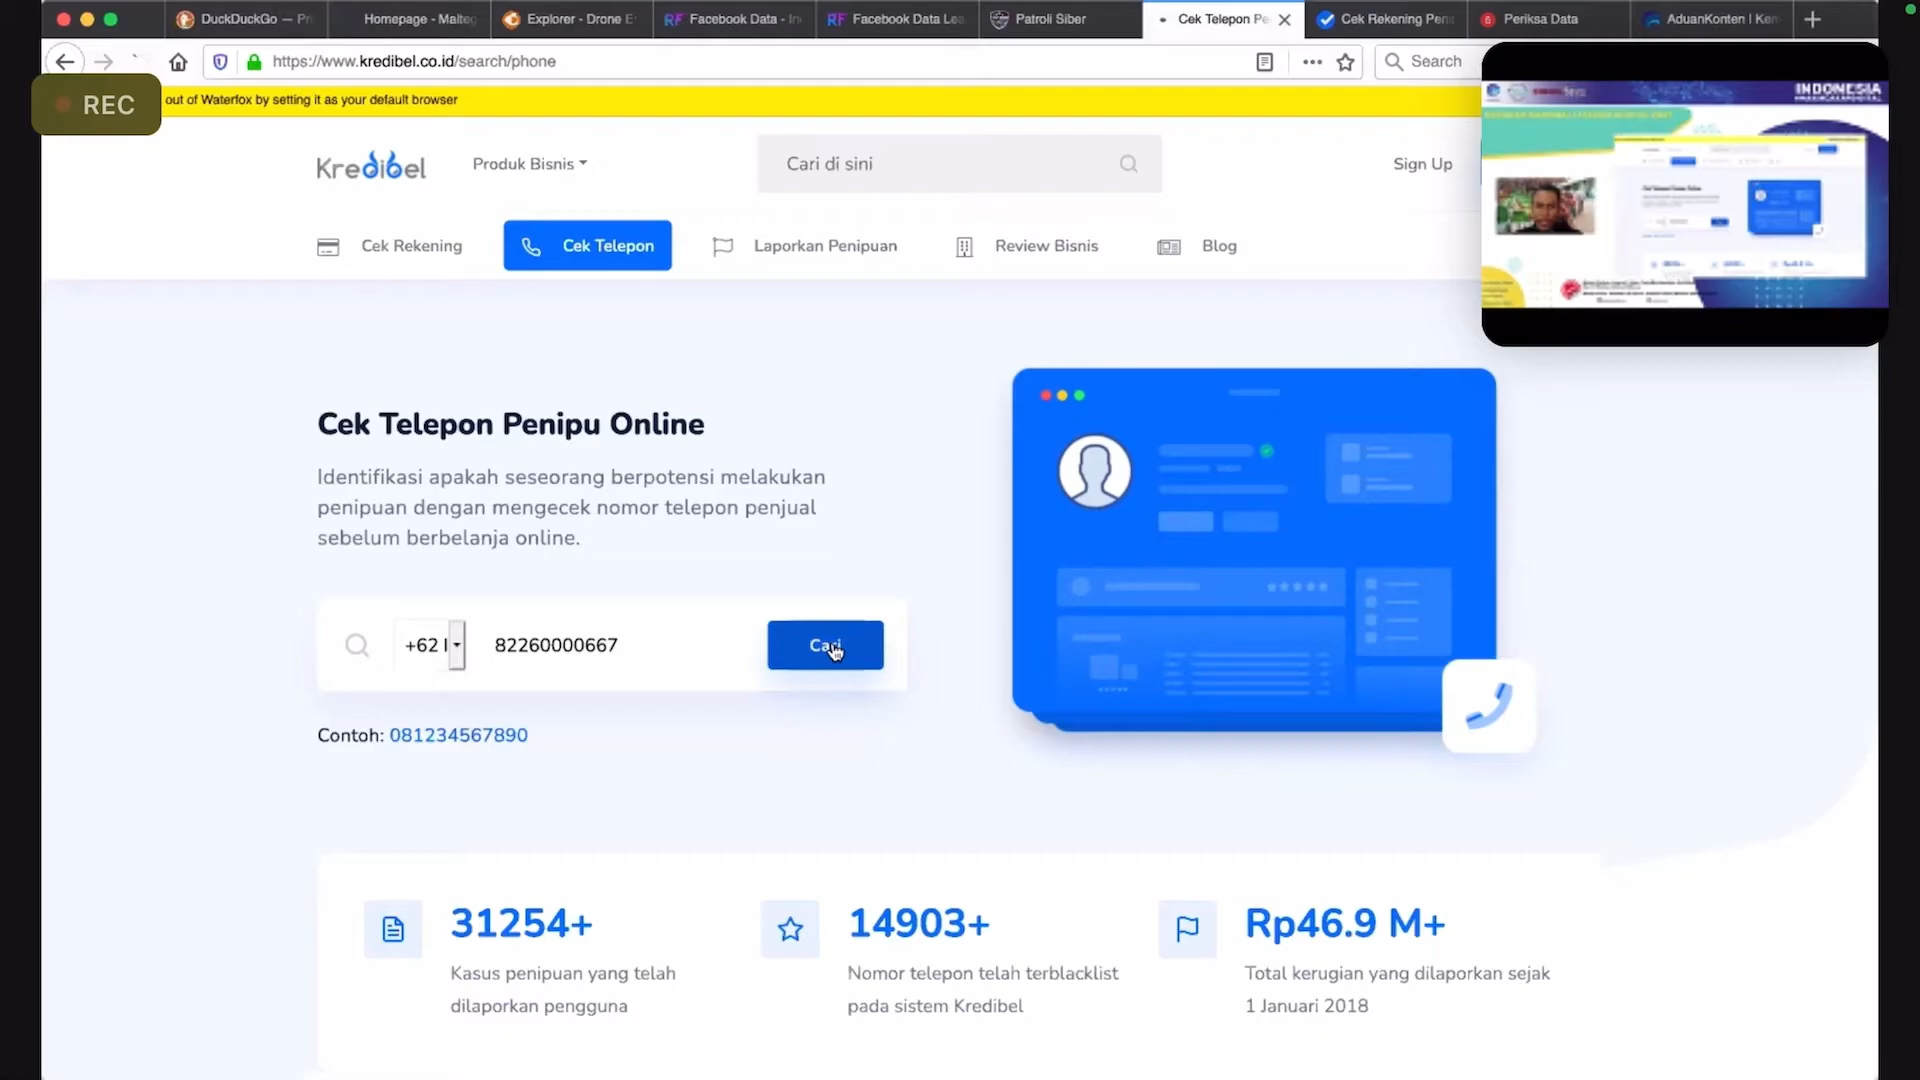 DuckDuckGo — Pr
Homepage - Malteg
Explorer - Drone E
Facebook Data - In
Facebook Data Lea
Patroli Siber
Cek Telepon Pe
Cek Rekening Pen
Periksa Data
AduanKonten | Kem
https://www.kredibel.co.id/search/phone
Search
REC
out of Waterfox by setting it as your default browser
INDONESIA
Kredibel
Produk Bisnis
Cari di sini
Sign Up
Cek Rekening
Cek Telepon
Laporkan Penipuan
Review Bisnis
Blog
Cek Telepon Penipu Online
Identifikasi apakah seseorang berpotensi melakukan
penipuan dengan mengecek nomor telepon penjual
sebelum berbelanja online.
+62 I
82260000667
Cari
Contoh: 081234567890
31254+
Kasus penipuan yang telah
dilaporkan pengguna
14903+
Nomor telepon telah terblacklist
pada sistem Kredibel
Rp46.9 M+
Total kerugian yang dilaporkan sejak
1 Januari 2018